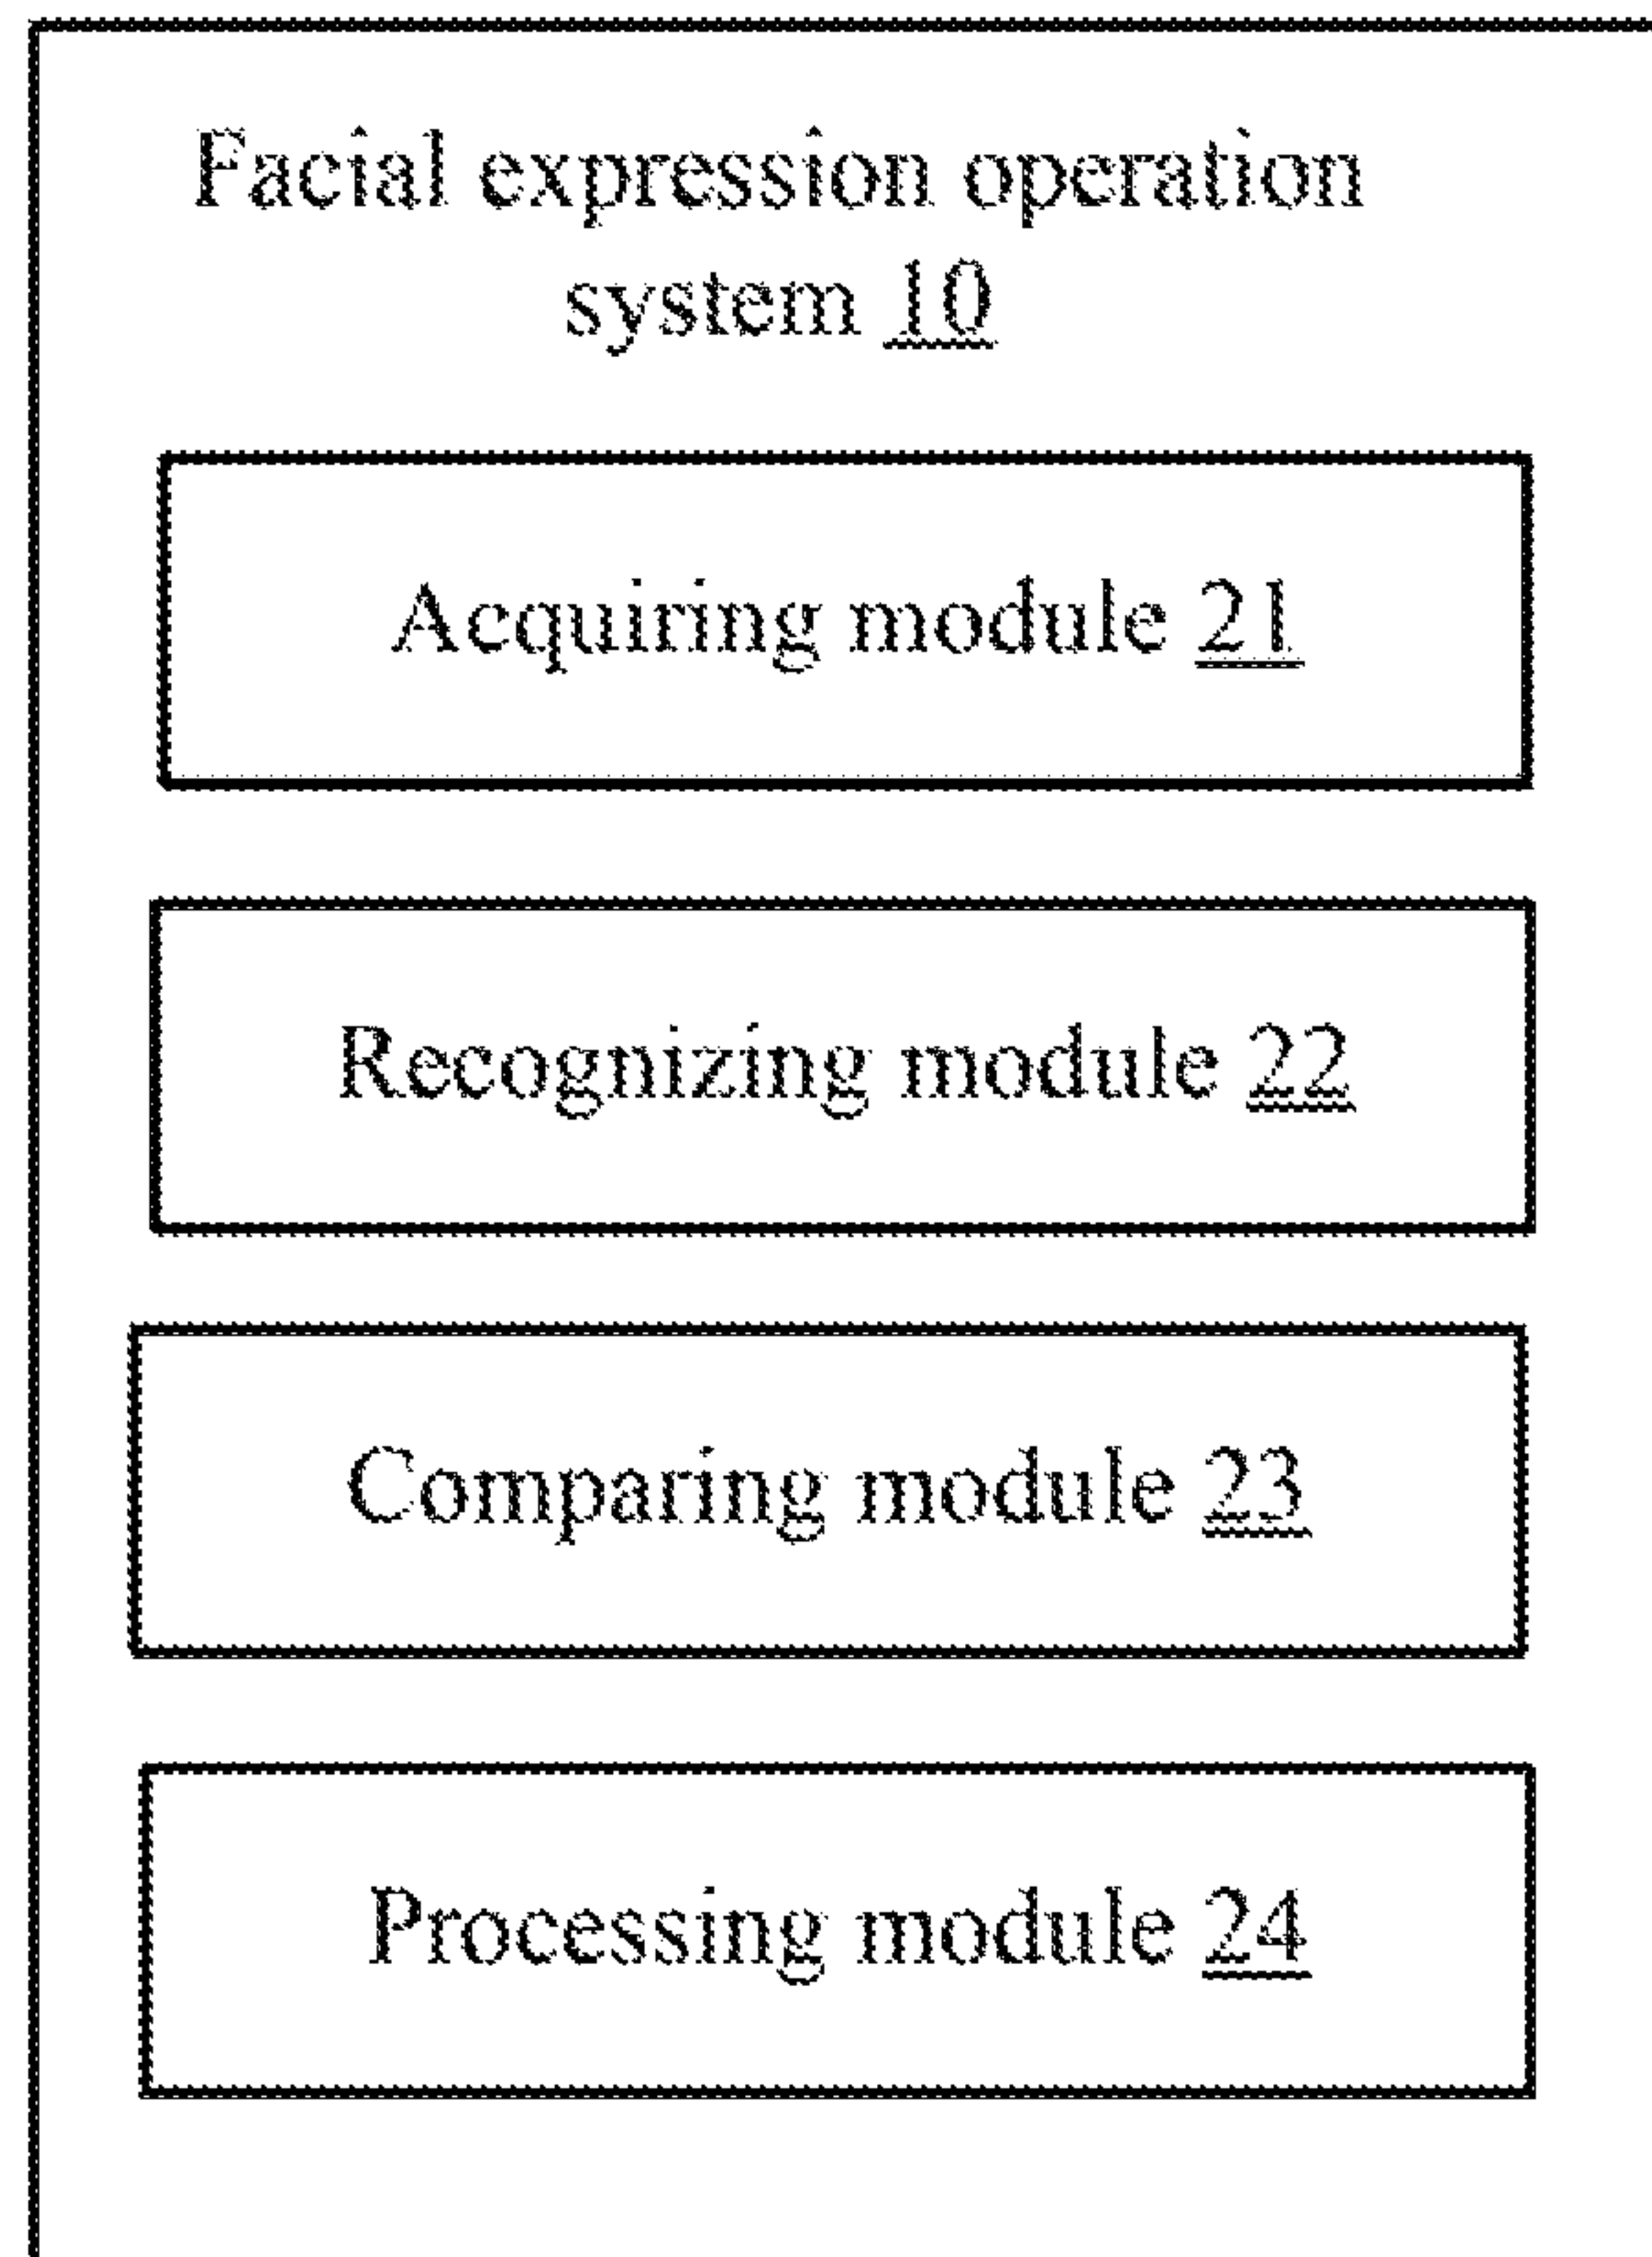 Facial expression operation
system 10
Acquiring module 21
Recognizing module 22
Comparing module 23
Processing module 24